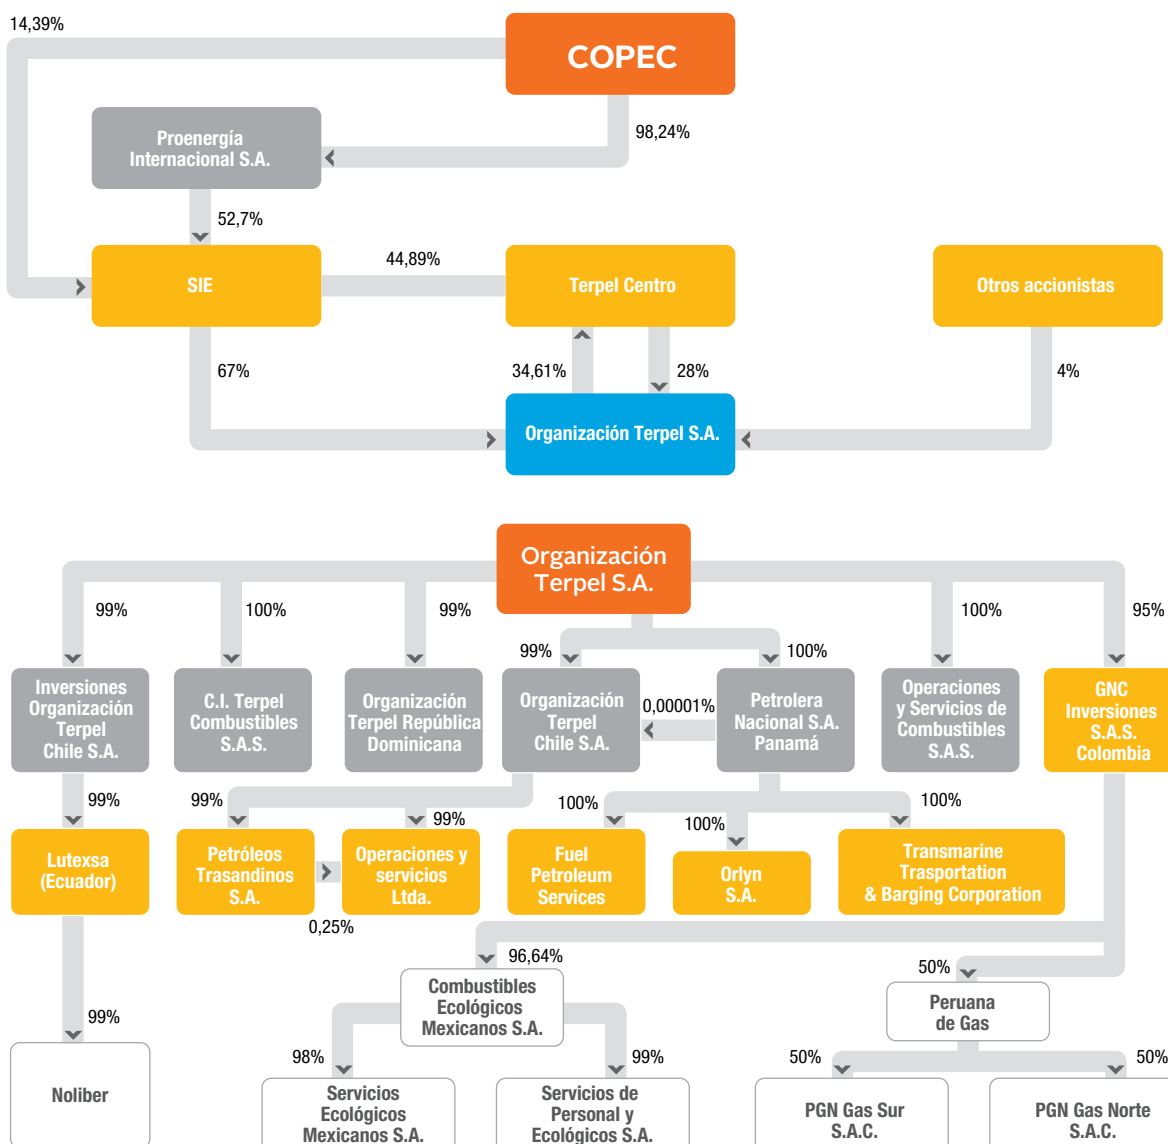 14,39%
COPEC
98,24%
Proenergía
Internacional S.A.
52,7%
SIE
44,89%
Terpel Centro
Otros accionistas
67%
34,61%
28%
4%
Organización Terpel S.A.
Organización
Terpel S.A.
99%
100%
99%
99%
100%
100%
95%
Inversiones
Organización
Terpel
Chile S.A.
C.I. Terpel
Combustibles
S.A.S.
Organización
Terpel República
Dominicana
Organización
Terpel
Chile S.A.
0,00001%
Petrolera
Nacional S.A.
Panamá
Operaciones
y Servicios de
Combustibles
S.A.S.
GNC
Inversiones
S.A.S.
Colombia
99%
99%
99%
100%
100%
100%
Lutexsa
(Ecuador)
Petróleos
Trasandinos
S.A.
0,25%
Operaciones y
servicios
Ltda.
Fuel
Petroleum
Services
Orlyn
S.A.
Transmarine
Trasportation
& Barging Corporation
96,64%
50%
Combustibles
Ecológicos
Mexicanos S.A.
Peruana
de Gas
99%
98%
99%
50%
50%
Noliber
Servicios
Ecológicos
Mexicanos S.A.
Servicios de
Personal y
Ecológicos S.A.
PGN Gas Sur
S.A.C.
PGN Gas Norte
S.A.C.